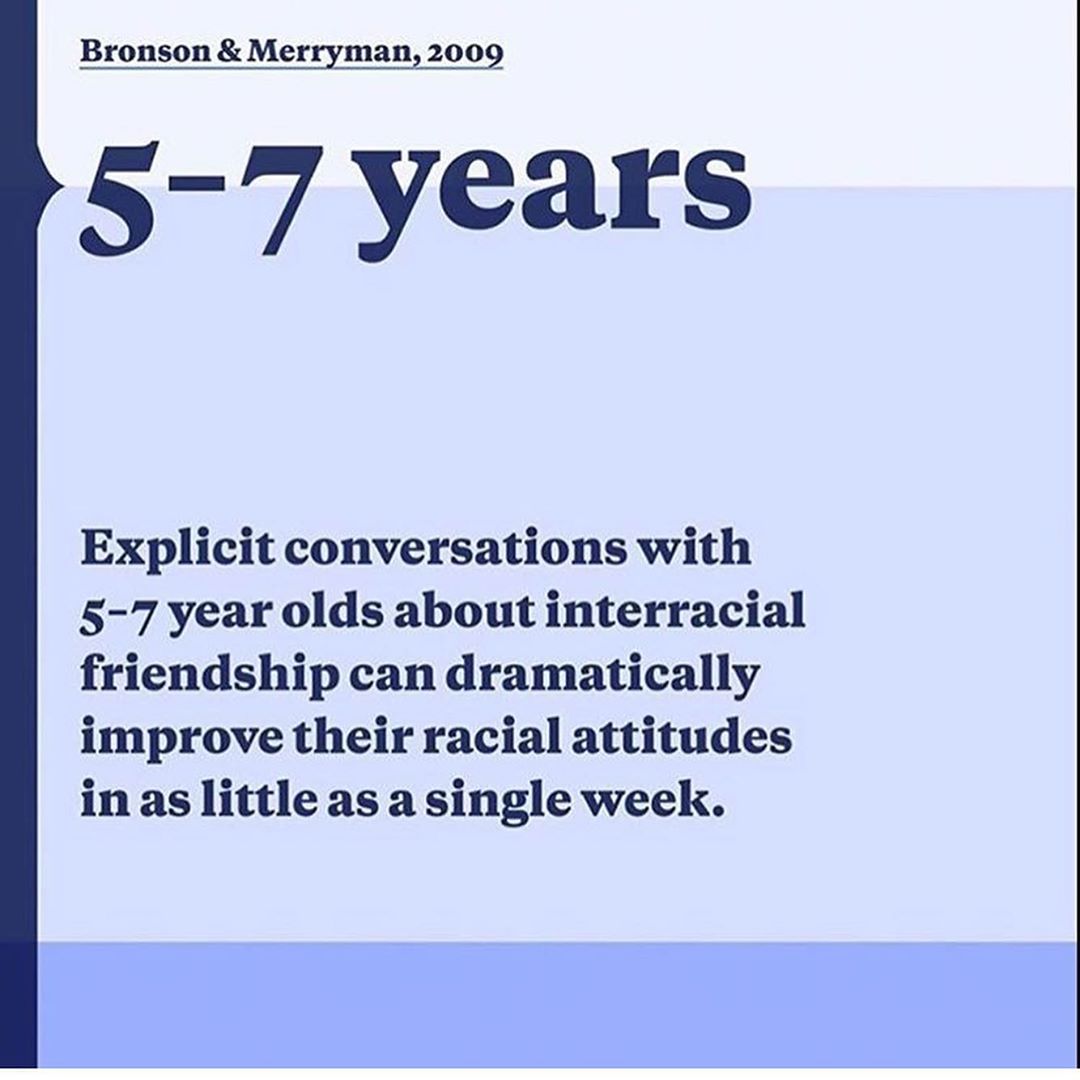 Bronson & Merryman, 2009
5–7 years
Explicit conversations with
5–7 year olds about interracial
friendship can dramatically
improve their racial attitudes
in as little as a single week.